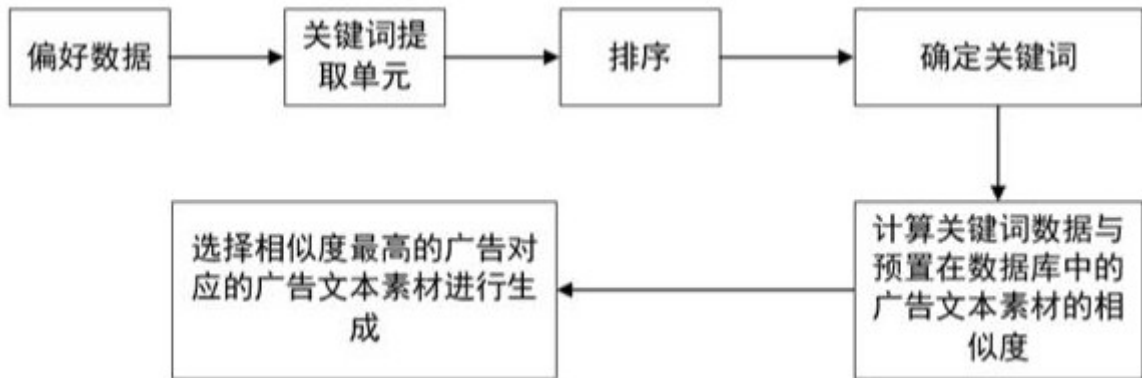 偏好数据
关键词提
取单元
排序
确定关键词
计算关键词数据与
预置在数据库中的
广告文本素材的相
似度
选择相似度最高的广告对
应的广告文本素材进行生
成